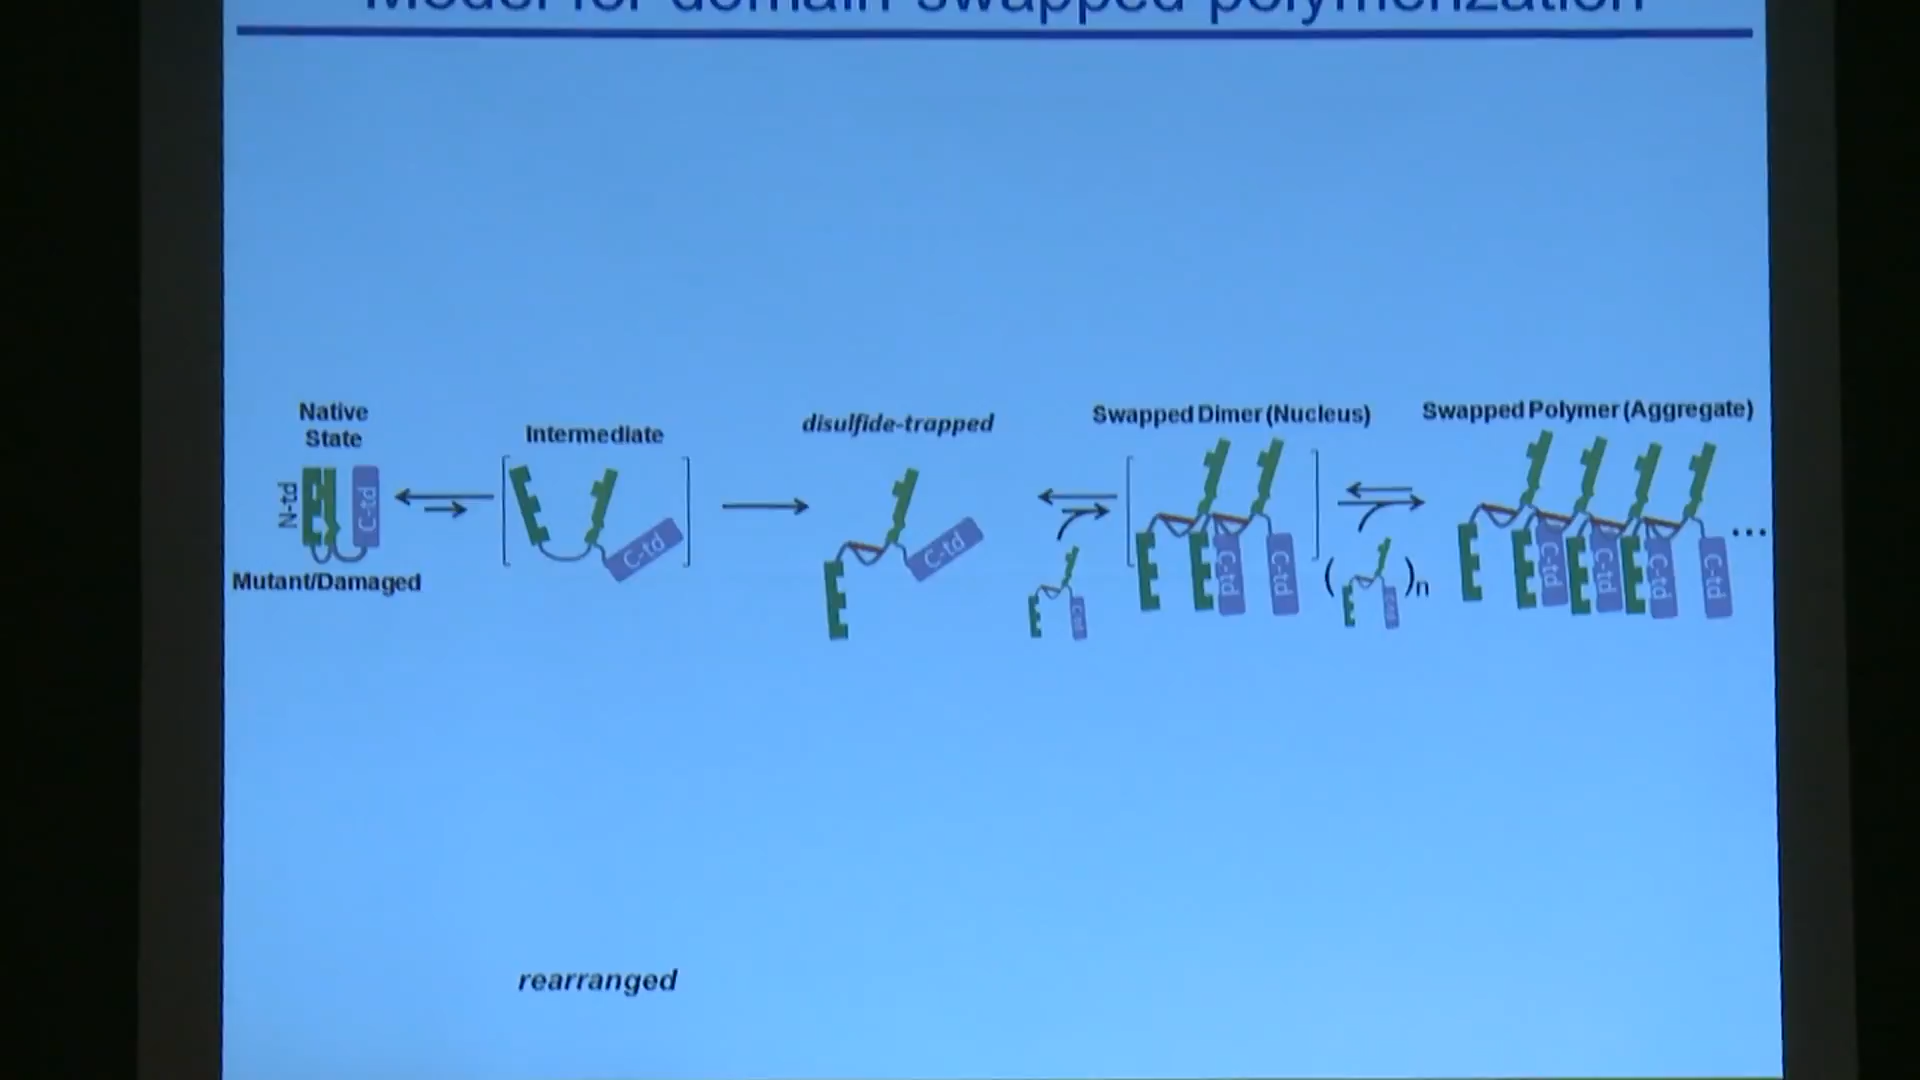 Model for domain-swapped polymerization
Native
State
Intermediate
disulfide-trapped
Swapped Dimer (Nucleus)
Swapped Polymer (Aggregate)
N-td
C-td
C-td
C-td
C-td
C-td
C-td
C-td
C-td
C-td
...
Mutant/Damaged
( )n
rearranged